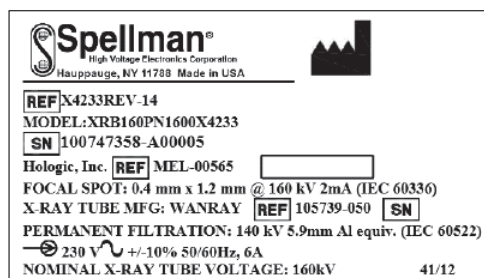 Spellman®
High Voltage Electronics Corporation
Hauppauge, NY 11788 Made in USA
REF X4233REV-14
MODEL:XRB160PN1600X4233
SN 100747358-A00005
Hologic, Inc. REF MEL-00565
FOCAL SPOT: 0.4 mm x 1.2 mm @ 160 kV 2mA (IEC 60336)
X-RAY TUBE MFG: WANRAY REF 105739-050 SN
PERMANENT FILTRATION: 140 kV 5.9mm Al equiv. (IEC 60522)
230 V +/-10% 50/60Hz, 6A
NOMINAL X-RAY TUBE VOLTAGE: 160kV 41/12